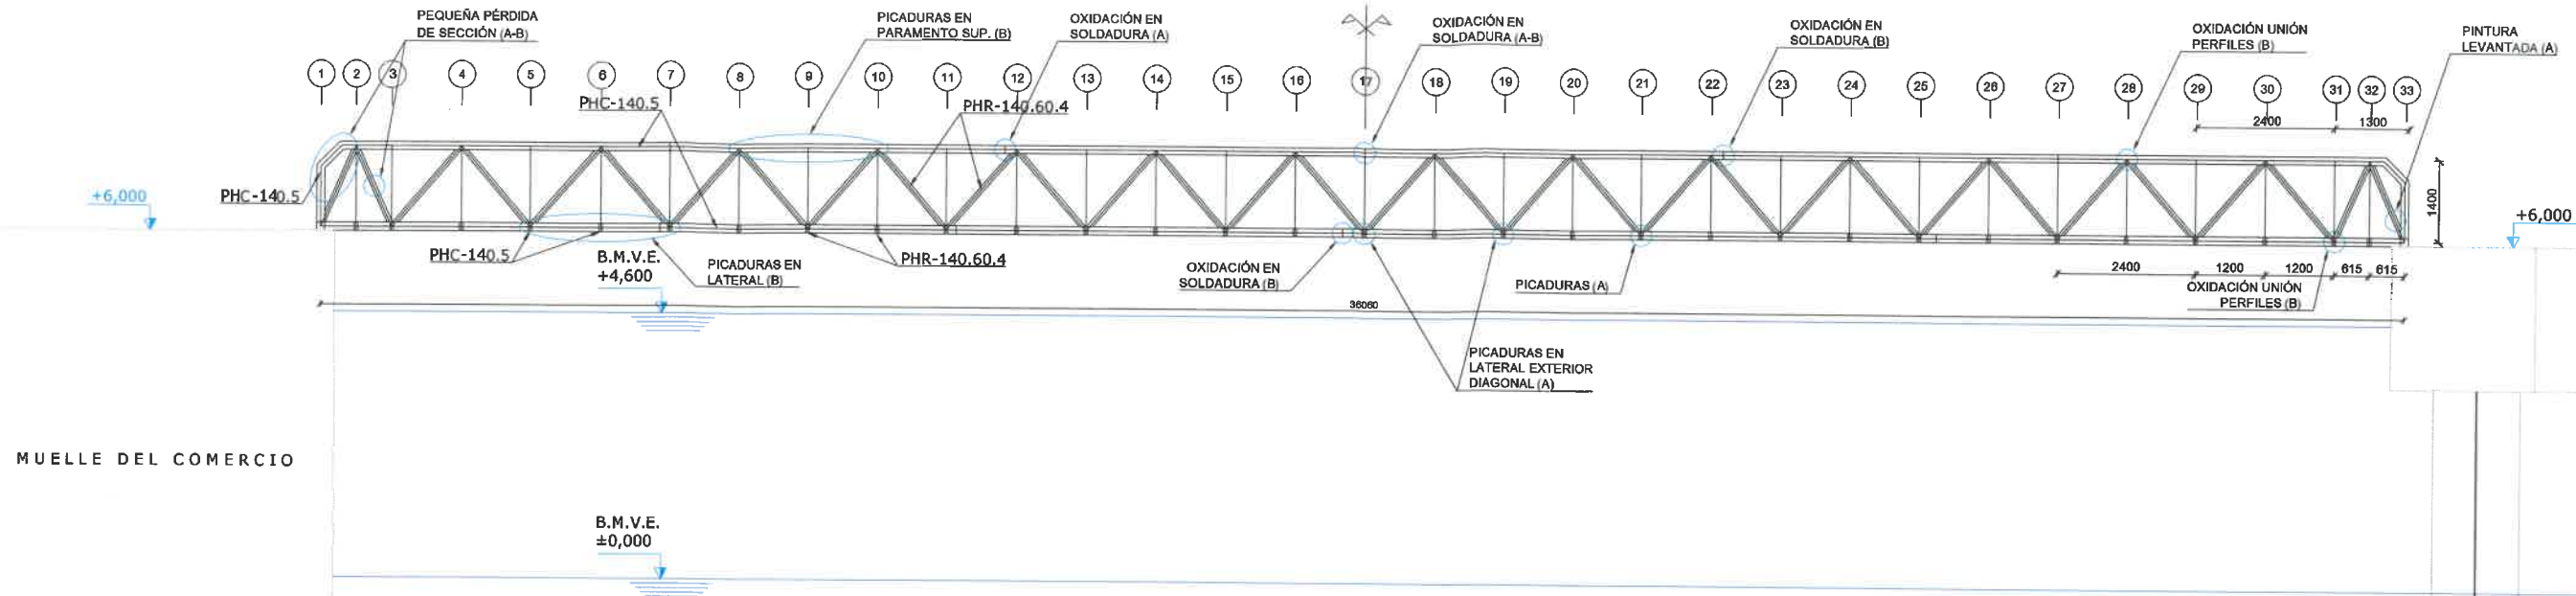 PEQUEÑA PÉRDIDA
DE SECCIÓN (A-B)
PICADURAS EN
PARAMENTO SUP. (B)
OXIDACIÓN EN
SOLDADURA (A)
OXIDACIÓN EN
SOLDADURA (A-B)
OXIDACIÓN EN
SOLDADURA (B)
OXIDACIÓN UNIÓN
PERFILES (B)
PINTURA
LEVANTADA (A)
1 2 3 4 5 6 7 8 9 10 11 12 13 14 15 16 17 18 19 20 21 22 23 24 25 26 27 28 29 30 31 32 33
PHC-140.5
PHR-140.60.4
2400
1300
+6,000
PHC-140.5
1400
+6,000
PHC-140.5
B.M.V.E.
+4,600
PICADURAS EN
LATERAL (B)
PHR-140.60.4
OXIDACIÓN EN
SOLDADURA (B)
PICADURAS (A)
2400
1200
1200
615
615
OXIDACIÓN UNIÓN
PERFILES (B)
36060
PICADURAS EN
LATERAL EXTERIOR
DIAGONAL (A)
MUELLE DEL COMERCIO
B.M.V.E.
±0,000